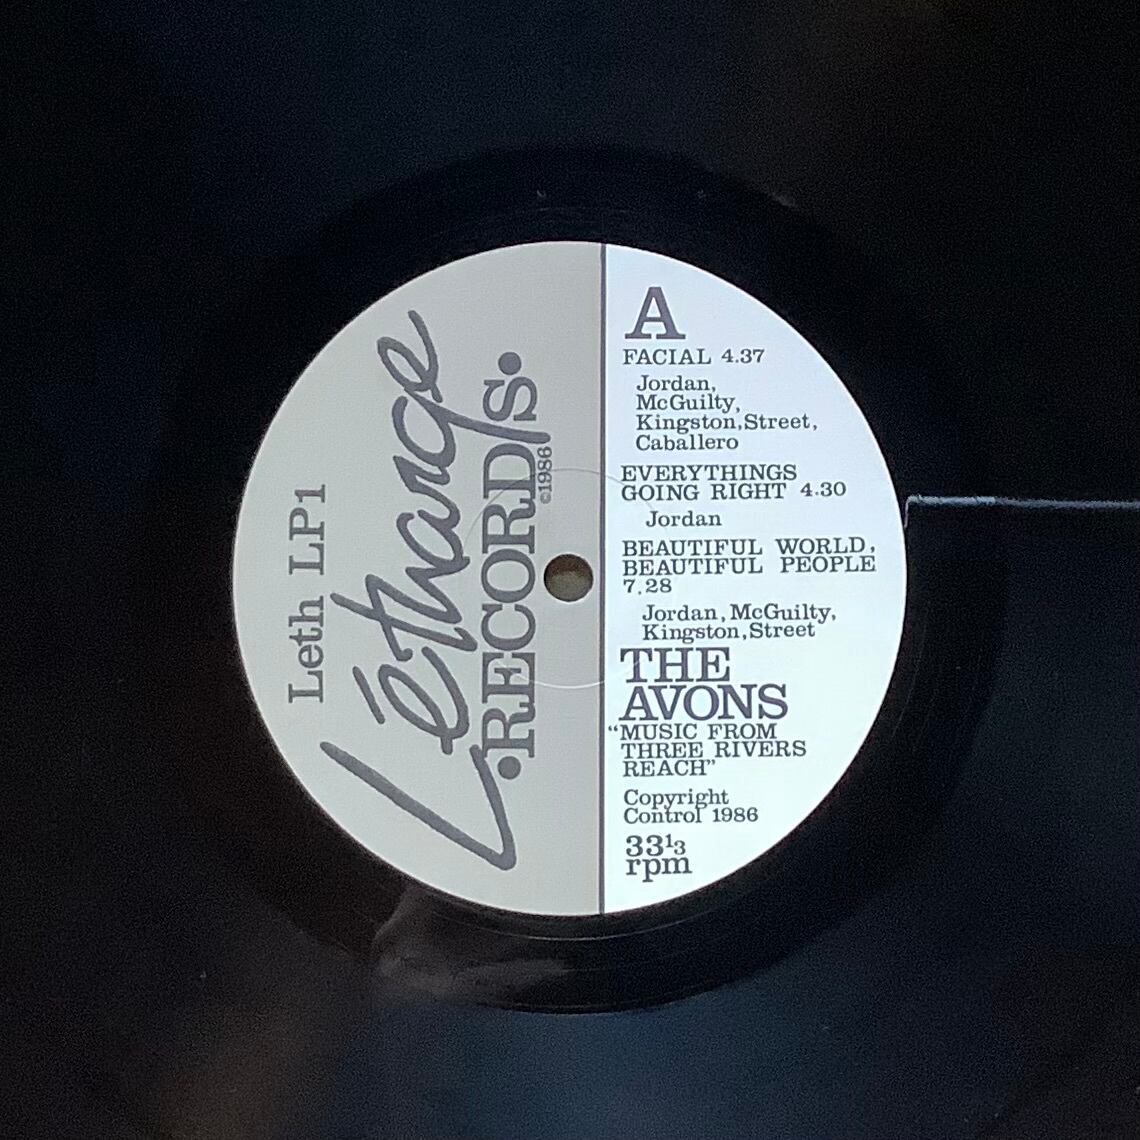 Leth LP1
Létharge
•RECORDS•
©1986
A
FACIAL 4.37
Jordan,
McGuilty,
Kingston,Street,
Caballero
EVERYTHINGS
GOING RIGHT 4.30
Jordan
BEAUTIFUL WORLD,
BEAUTIFUL PEOPLE
7.28
Jordan, McGuilty,
Kingston,Street
THE
AVONS
“MUSIC FROM
THREE RIVERS
REACH”
Copyright
Control 1986
33 1/3
rpm